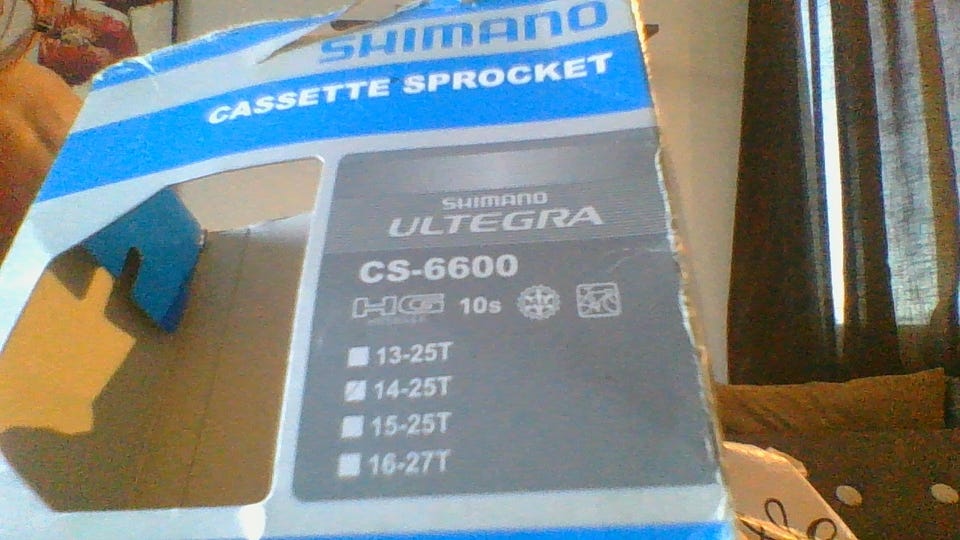 SHIMANO
CASSETTE SPROCKET
SHIMANO
ULTEGRA
CS-6600
HG 10s
13-25T
14-25T
15-25T
16-27T